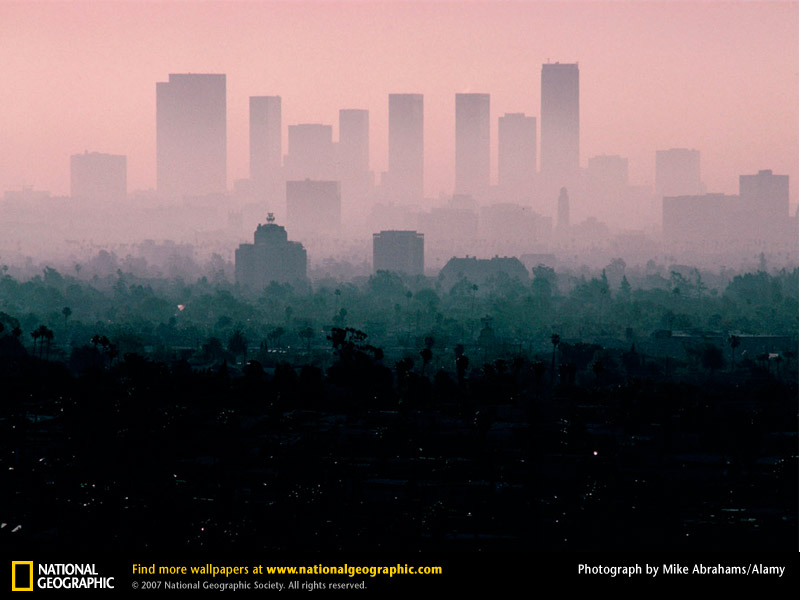 NATIONAL
GEOGRAPHIC
Find more wallpapers at www.nationalgeographic.com
© 2007 National Geographic Society. All rights reserved.
Photograph by Mike Abrahams/Alamy